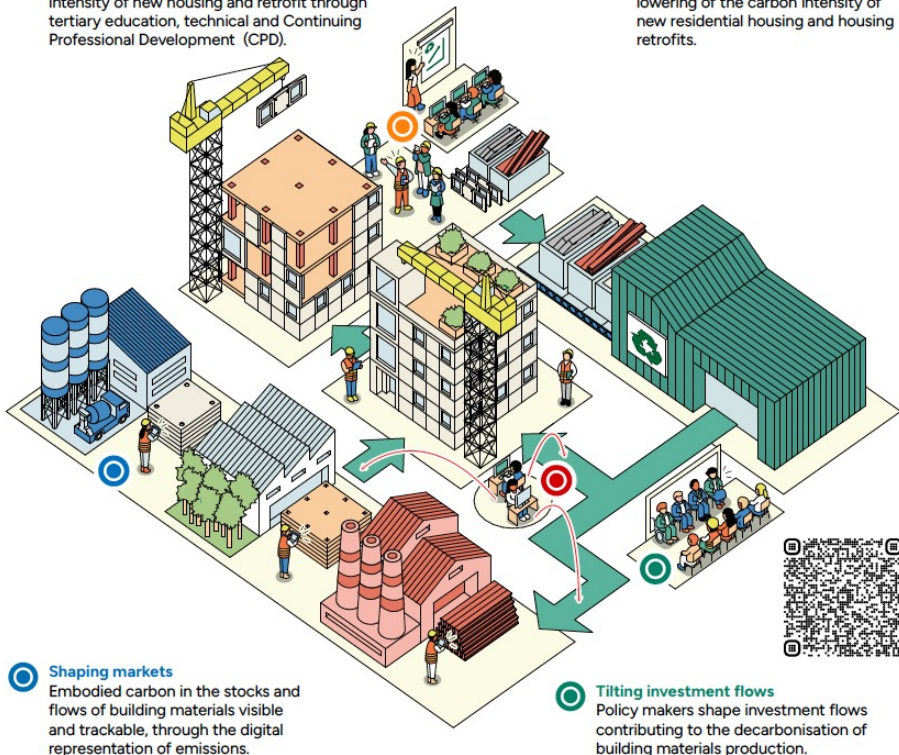 intensity of new housing and retrofit through
tertiary education, technical and Continuing
Professional Development (CPD).
lowering of the carbon intensity of
new residential housing and housing
retrofits.
Shaping markets
Embodied carbon in the stocks and
flows of building materials visible
and trackable, through the digital
representation of emissions.
Tilting investment flows
Policy makers shape investment flows
contributing to the decarbonisation of
building materials production.